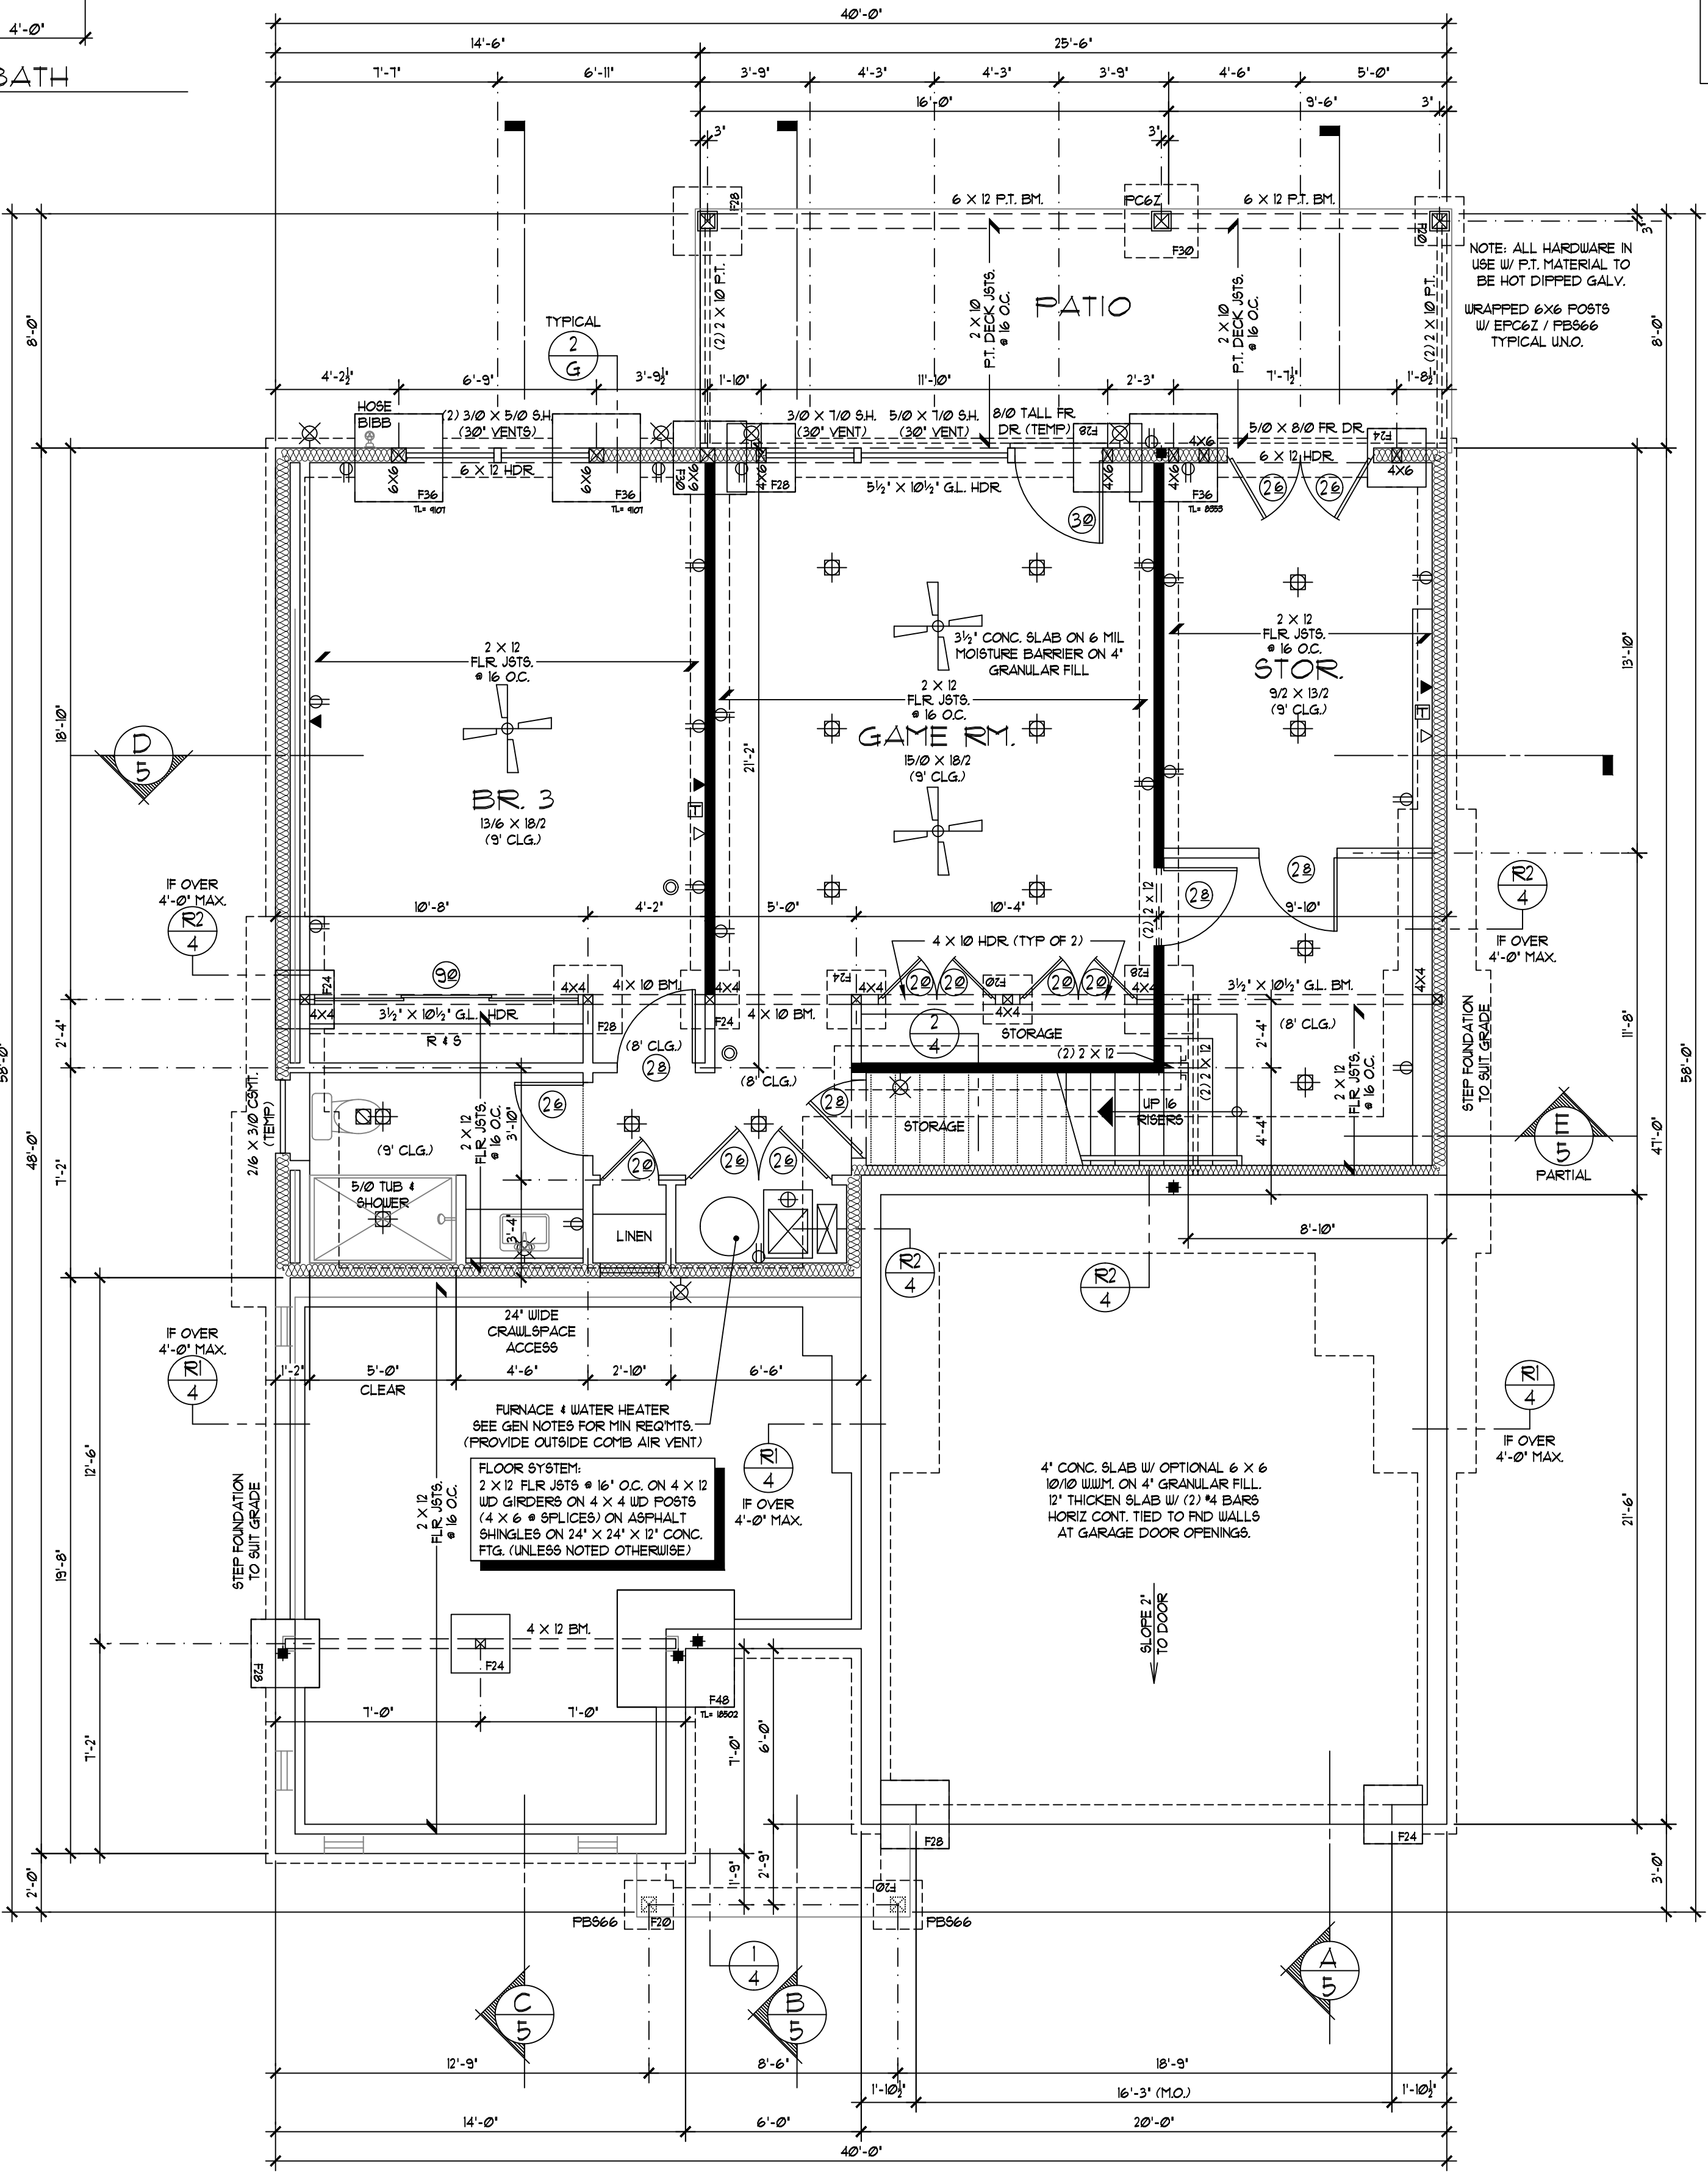 4'-0"
BATH
40'-0"
14'-6"
25'-6"
7'-7"
6'-11"
3'-9"
4'-3"
4'-3"
3'-9"
4'-6"
5'-0"
16'-0"
9'-6"
3"
3"
3"
F28
6 X 12 P.T. BM.
PC6Z
F30
6 X 12 P.T. BM.
F20
3"
NOTE: ALL HARDWARE IN
USE W/ P.T. MATERIAL TO
BE HOT DIPPED GALV.
WRAPPED 6X6 POSTS
W/ EPC6Z / PBS66
TYPICAL U.N.O.
(2) 2 X 10 P.T.
2 X 10
P.T. DECK JSTS.
@ 16 O.C.
PATIO
2 X 10
P.T. DECK JSTS.
@ 16 O.C.
(2) 2 X 10 P.T.
8'-0"
8'-0"
TYPICAL
2
G
4'-2½"
6'-9"
3'-9½"
1'-10"
11'-10"
2'-3"
7'-7½"
1'-8½"
HOSE
BIBB
(2) 3/0 X 5/0 S.H.
(30" VENTS)
3/0 X 7/0 S.H.
(30" VENT)
5/0 X 7/0 S.H.
(30" VENT)
8/0 TALL FR.
DR. (TEMP)
F28
4X6
5/0 X 8/0 FR. DR.
F24
6 X 12 HDR.
6 X 12 HDR.
6X6
6X6
F30
6X6
4X6
F28
4X6
4X6
4X6
F36
TL= 9107
F36
TL= 9107
5½" X 10½" G.L. HDR.
F36
TL= 8553
26
26
30
2 X 12
FLR. JSTS.
@ 16 O.C.
3½" CONC. SLAB ON 6 MIL
MOISTURE BARRIER ON 4"
GRANULAR FILL
2 X 12
FLR. JSTS.
@ 16 O.C.
2 X 12
FLR. JSTS.
@ 16 O.C.
STOR.
9/2 X 13/2
(9' CLG.)
GAME RM.
15/0 X 18/2
(9' CLG.)
T
BR. 3
13/6 X 18/2
(9' CLG.)
T
21'-2"
18'-10"
13'-10"
D
5
IF OVER
4'-0" MAX.
R2
4
R2
4
IF OVER
4'-0" MAX.
10'-8"
4'-2"
5'-0"
10'-4"
9'-10"
28
28
(2) 2 X 12
4 X 10 HDR. (TYP OF 2)
90
20
20
20
20
F24
4X4
4X4
4 X 10 BM.
4X4
F24
4X4
F20
4X4
F28
4X4
3½" X 10½" G.L. BM.
4X4
3½" X 10½" G.L. HDR.
F28
F24
4 X 10 BM.
R & S
2
4
STORAGE
(2) 2 X 12
(2) 2 X 12
2'-4"
(8' CLG.)
(8' CLG.)
28
(8' CLG.)
2'-4"
11'-8"
58'-0"
58'-0"
48'-0"
47'-0"
STEP FOUNDATION
TO SUIT GRADE
2 X 12
FLR. JSTS.
@ 16 O.C.
2/6 X 3/0 CSMT.
(TEMP)
2 X 12
FLR. JSTS.
@ 16 O.C.
3'-10"
26
(9' CLG.)
28
STORAGE
UP 16
RISERS
4'-4"
E
5
PARTIAL
20
26
26
7'-2"
5/0 TUB &
SHOWER
3'-4"
LINEN
8'-10"
R2
4
R2
4
24" WIDE
CRAWLSPACE
ACCESS
IF OVER
4'-0" MAX.
R1
4
1'-2"
5'-0"
CLEAR
4'-6"
2'-10"
6'-6"
R1
4
IF OVER
4'-0" MAX.
FURNACE & WATER HEATER
SEE GEN NOTES FOR MIN REQ'MTS.
(PROVIDE OUTSIDE COMB AIR VENT)
R1
4
IF OVER
4'-0" MAX.
FLOOR SYSTEM:
2 X 12 FLR JSTS @ 16" O.C. ON 4 X 12
WD GIRDERS ON 4 X 4 WD POSTS
(4 X 6 @ SPLICES) ON ASPHALT
SHINGLES ON 24" X 24" X 12" CONC.
FTG. (UNLESS NOTED OTHERWISE)
4" CONC. SLAB W/ OPTIONAL 6 X 6
10/10 W.W.M. ON 4" GRANULAR FILL.
12" THICKEN SLAB W/ (2) #4 BARS
HORIZ CONT. TIED TO FND WALLS
AT GARAGE DOOR OPENINGS.
12'-6"
19'-8"
STEP FOUNDATION
TO SUIT GRADE
2 X 12
FLR. JSTS.
@ 16 O.C.
21'-6"
SLOPE 2"
TO DOOR
4 X 12 BM.
F28
F24
F48
TL= 18502
7'-0"
7'-0"
7'-0"
6'-0"
7'-2"
F28
F24
2'-0"
1'-9"
2'-9"
3'-0"
PBS66
F20
F20
PBS66
1
4
C
5
B
5
A
5
12'-9"
8'-6"
18'-9"
1'-10½"
16'-3" (M.O.)
1'-10½"
14'-0"
6'-0"
20'-0"
40'-0"